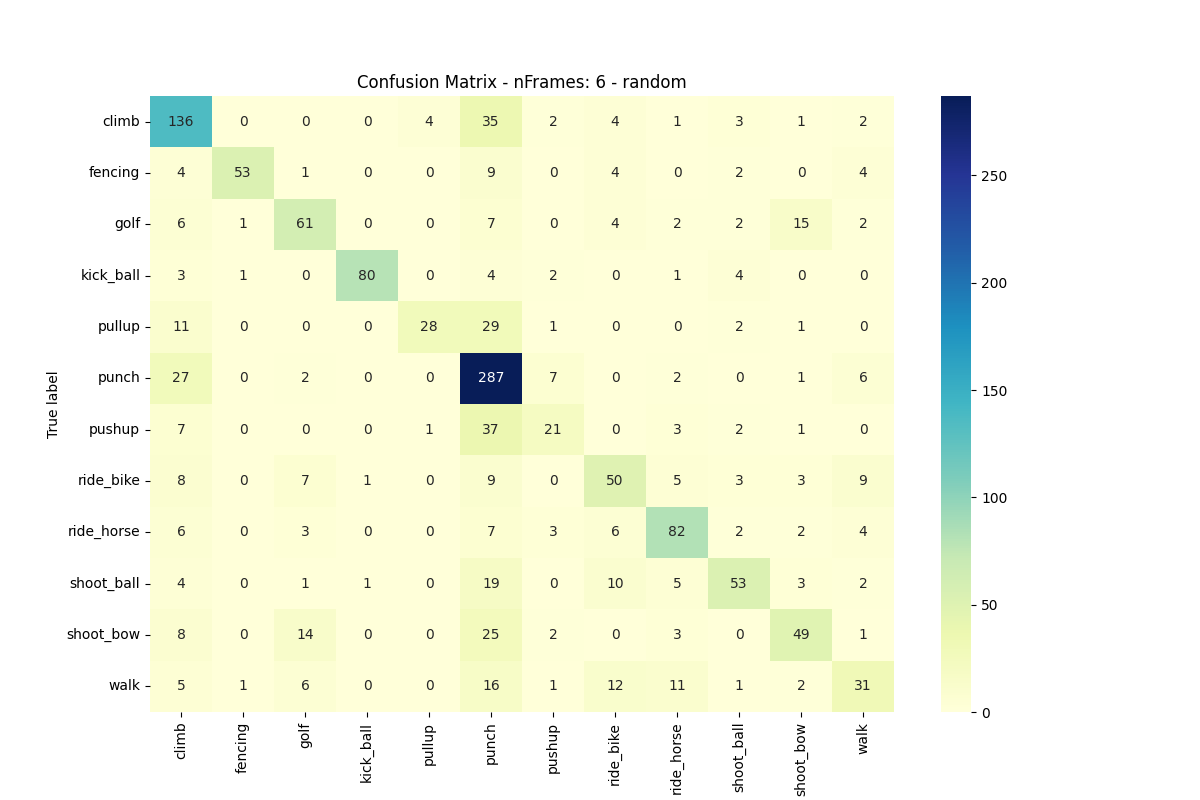 Confusion Matrix - nFrames: 6 - random
climb 136 0 0 0 4 35 2 4 1 3 1 2
fencing 4 53 1 0 0 9 0 4 0 2 0 4
golf 6 1 61 0 0 7 0 4 2 2 15 2
kick_ball 3 1 0 80 0 4 2 0 1 4 0 0
pullup 11 0 0 0 28 29 1 0 0 2 1 0
punch 27 0 2 0 0 287 7 0 2 0 1 6
pushup 7 0 0 0 1 37 21 0 3 2 1 0
ride_bike 8 0 7 1 0 9 0 50 5 3 3 9
ride_horse 6 0 3 0 0 7 3 6 82 2 2 4
shoot_ball 4 0 1 1 0 19 0 10 5 53 3 2
shoot_bow 8 0 14 0 0 25 2 0 3 0 49 1
walk 5 1 6 0 0 16 1 12 11 1 2 31
True label
climb fencing golf kick_ball pullup punch pushup ride_bike ride_horse shoot_ball shoot_bow walk
250
200
150
100
50
0